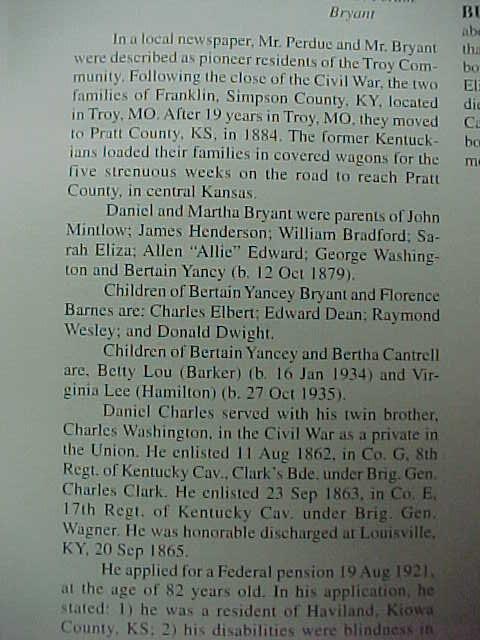 Bryant
In a local newspaper, Mr. Perdue and Mr. Bryant
were described as pioneer residents of the Troy Com-
munity. Following the close of the Civil War, the two
families of Franklin, Simpson County, KY, located
in Troy, MO. After 19 years in Troy, MO, they moved
to Pratt County, KS, in 1884. The former Kentuck-
ians loaded their families in covered wagons for the
five strenuous weeks on the road to reach Pratt
County, in central Kansas.
Daniel and Martha Bryant were parents of John
Mintlow; James Henderson; William Bradford; Sa-
rah Eliza; Allen “Allie” Edward; George Washing-
ton and Bertain Yancy (b. 12 Oct 1879).
Children of Bertain Yancey Bryant and Florence
Barnes are: Charles Elbert; Edward Dean; Raymond
Wesley; and Donald Dwight.
Children of Bertain Yancey and Bertha Cantrell
are, Betty Lou (Barker) (b. 16 Jan 1934) and Vir-
ginia Lee (Hamilton) (b. 27 Oct 1935).
Daniel Charles served with his twin brother,
Charles Washington, in the Civil War as a private in
the Union. He enlisted 11 Aug 1862, in Co. G, 8th
Regt. of Kentucky Cav., Clark's Bde. under Brig. Gen.
Charles Clark. He enlisted 23 Sep 1863, in Co. E,
17th Regt. of Kentucky Cav. under Brig. Gen.
Wagner. He was honorable discharged at Louisville,
KY, 20 Sep 1865.
He applied for a Federal pension 19 Aug 1921,
at the age of 82 years old. In his application, he
stated: 1) he was a resident of Haviland, Kiowa
County, KS; 2) his disabilities were blindness in